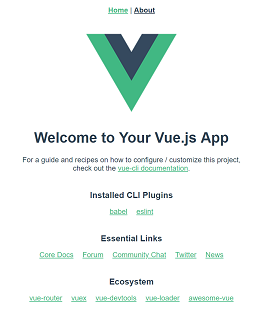 Home | About
Welcome to Your Vue.js App
For a guide and recipes on how to configure / customize this project,
check out the vue-cli documentation.
Installed CLI Plugins
babel eslint
Essential Links
Core Docs Forum Community Chat Twitter News
Ecosystem
vue-router vuex vue-devtools vue-loader awesome-vue